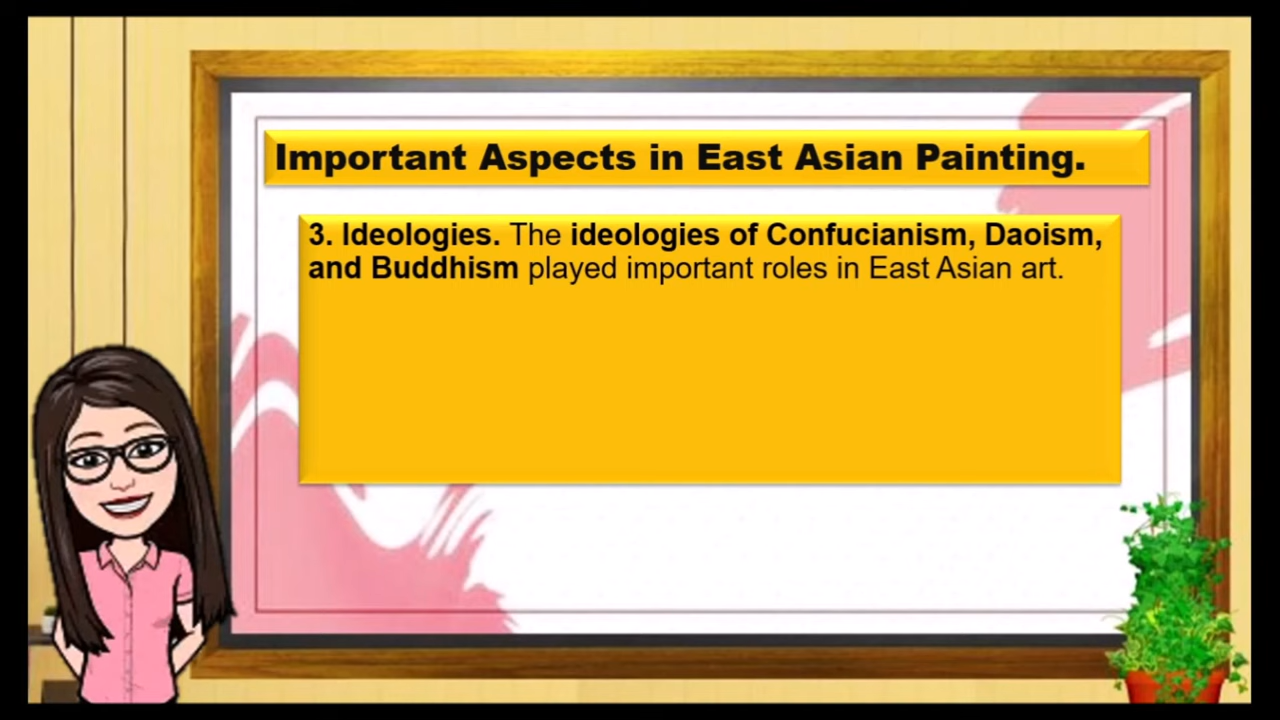 Important Aspects in East Asian Painting.
3. Ideologies. The ideologies of Confucianism, Daoism,
and Buddhism played important roles in East Asian art.